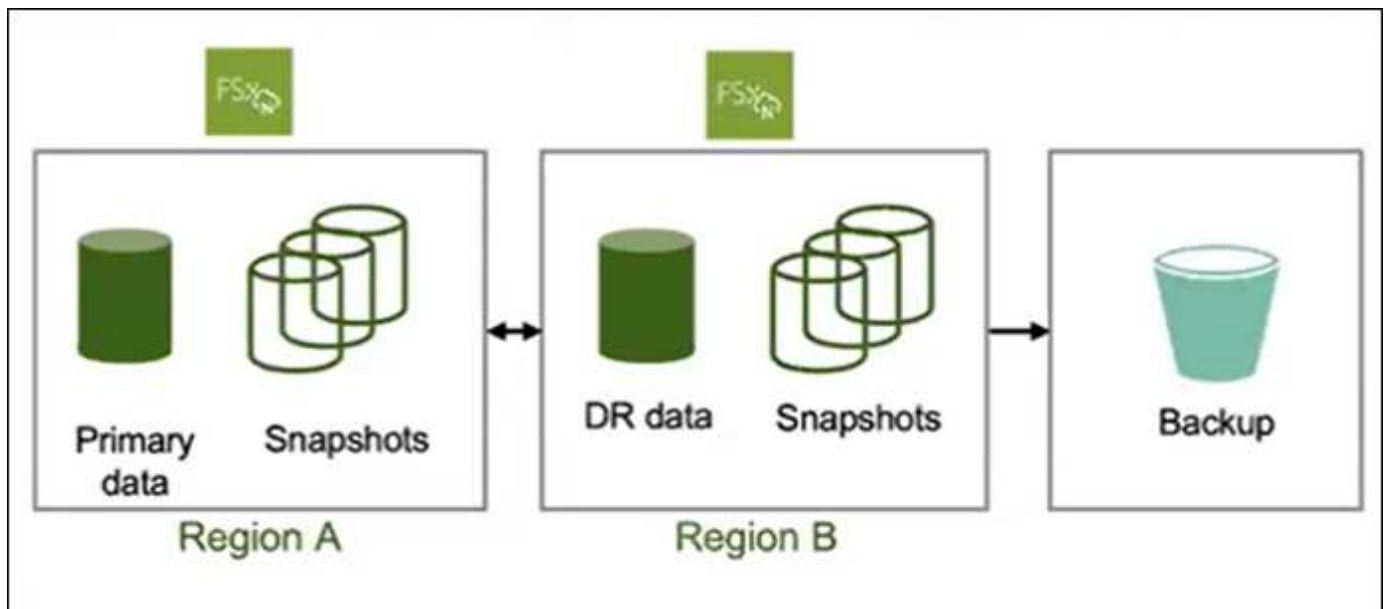 FSx
N
FSx
N
Primary
data
Snapshots
DR data
Snapshots
Backup
Region A
Region B